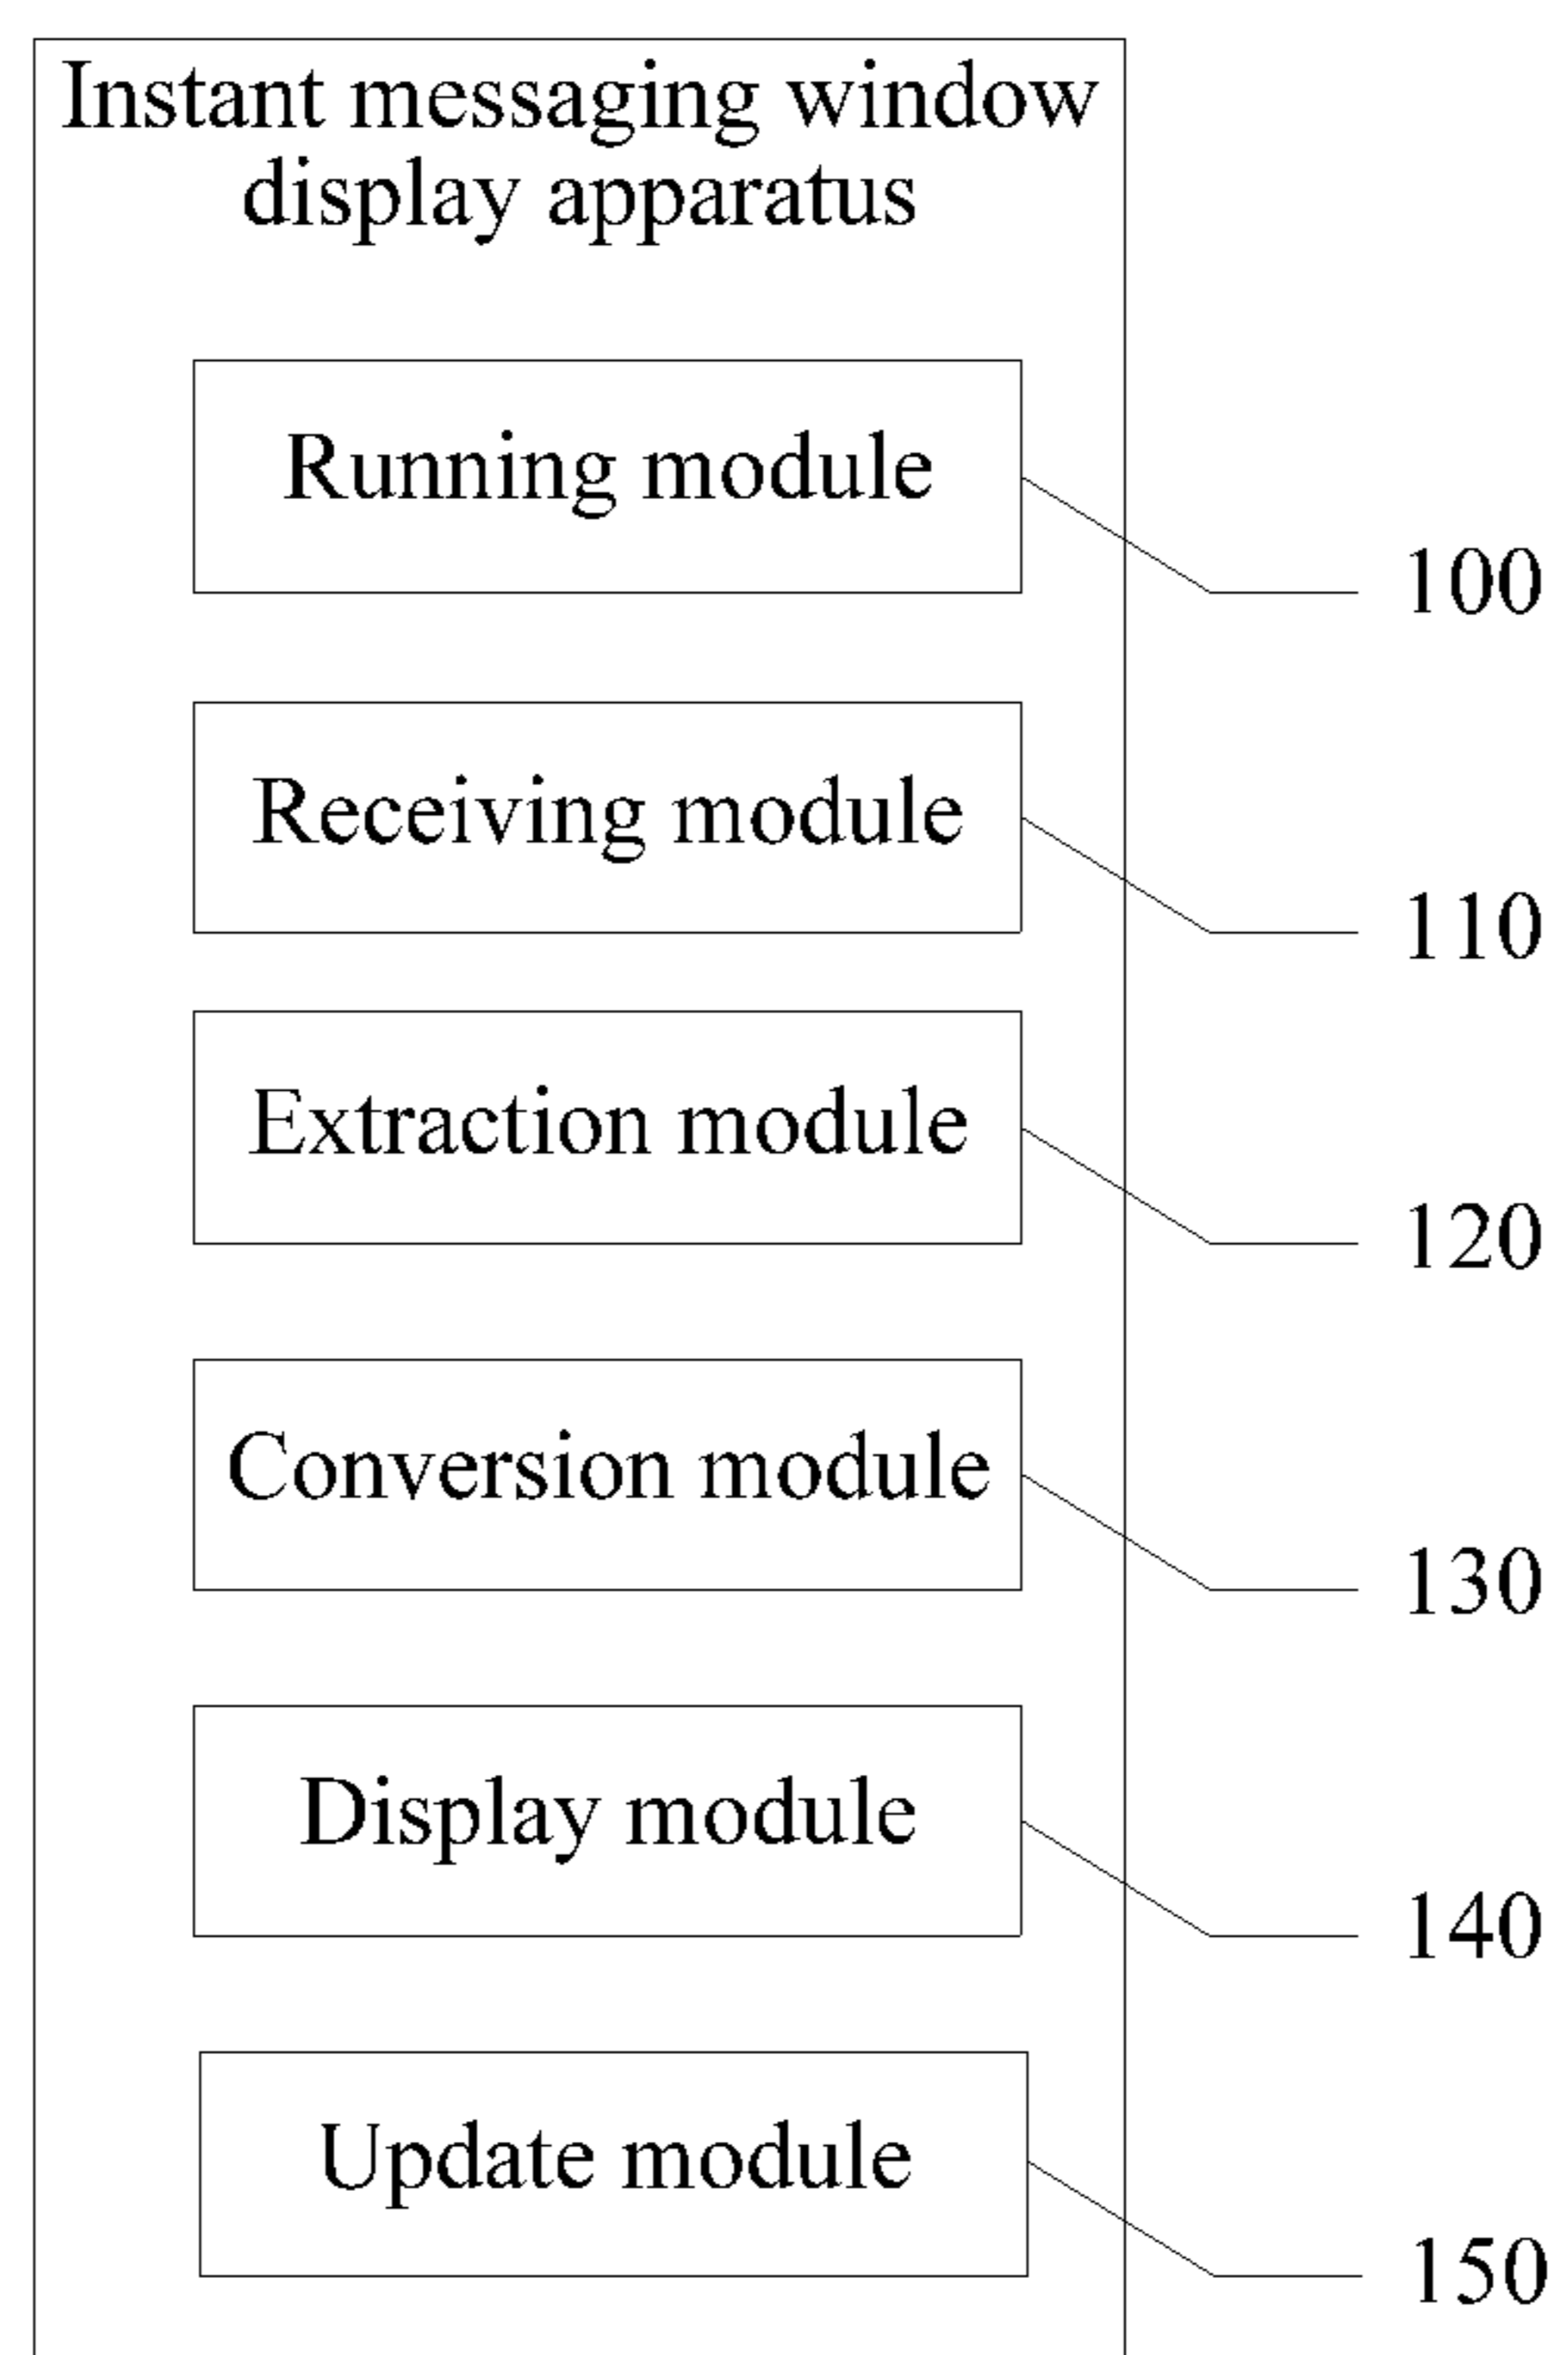 Instant messaging window
display apparatus
Running module
100
Receiving module
110
Extraction module
120
Conversion module
130
Display module
140
Update module
150